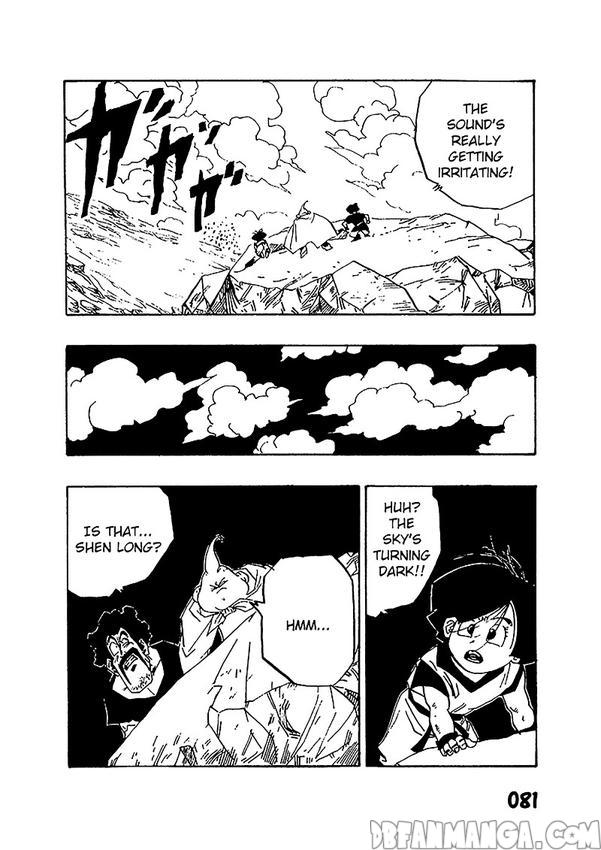 THE
SOUND'S
REALLY
GETTING
IRRITATING!
ガガガ
HUH?
THE
SKY'S
TURNING
DARK!!
IS THAT...
SHEN LONG?
HMM...
081
DBFANMANGA.COM